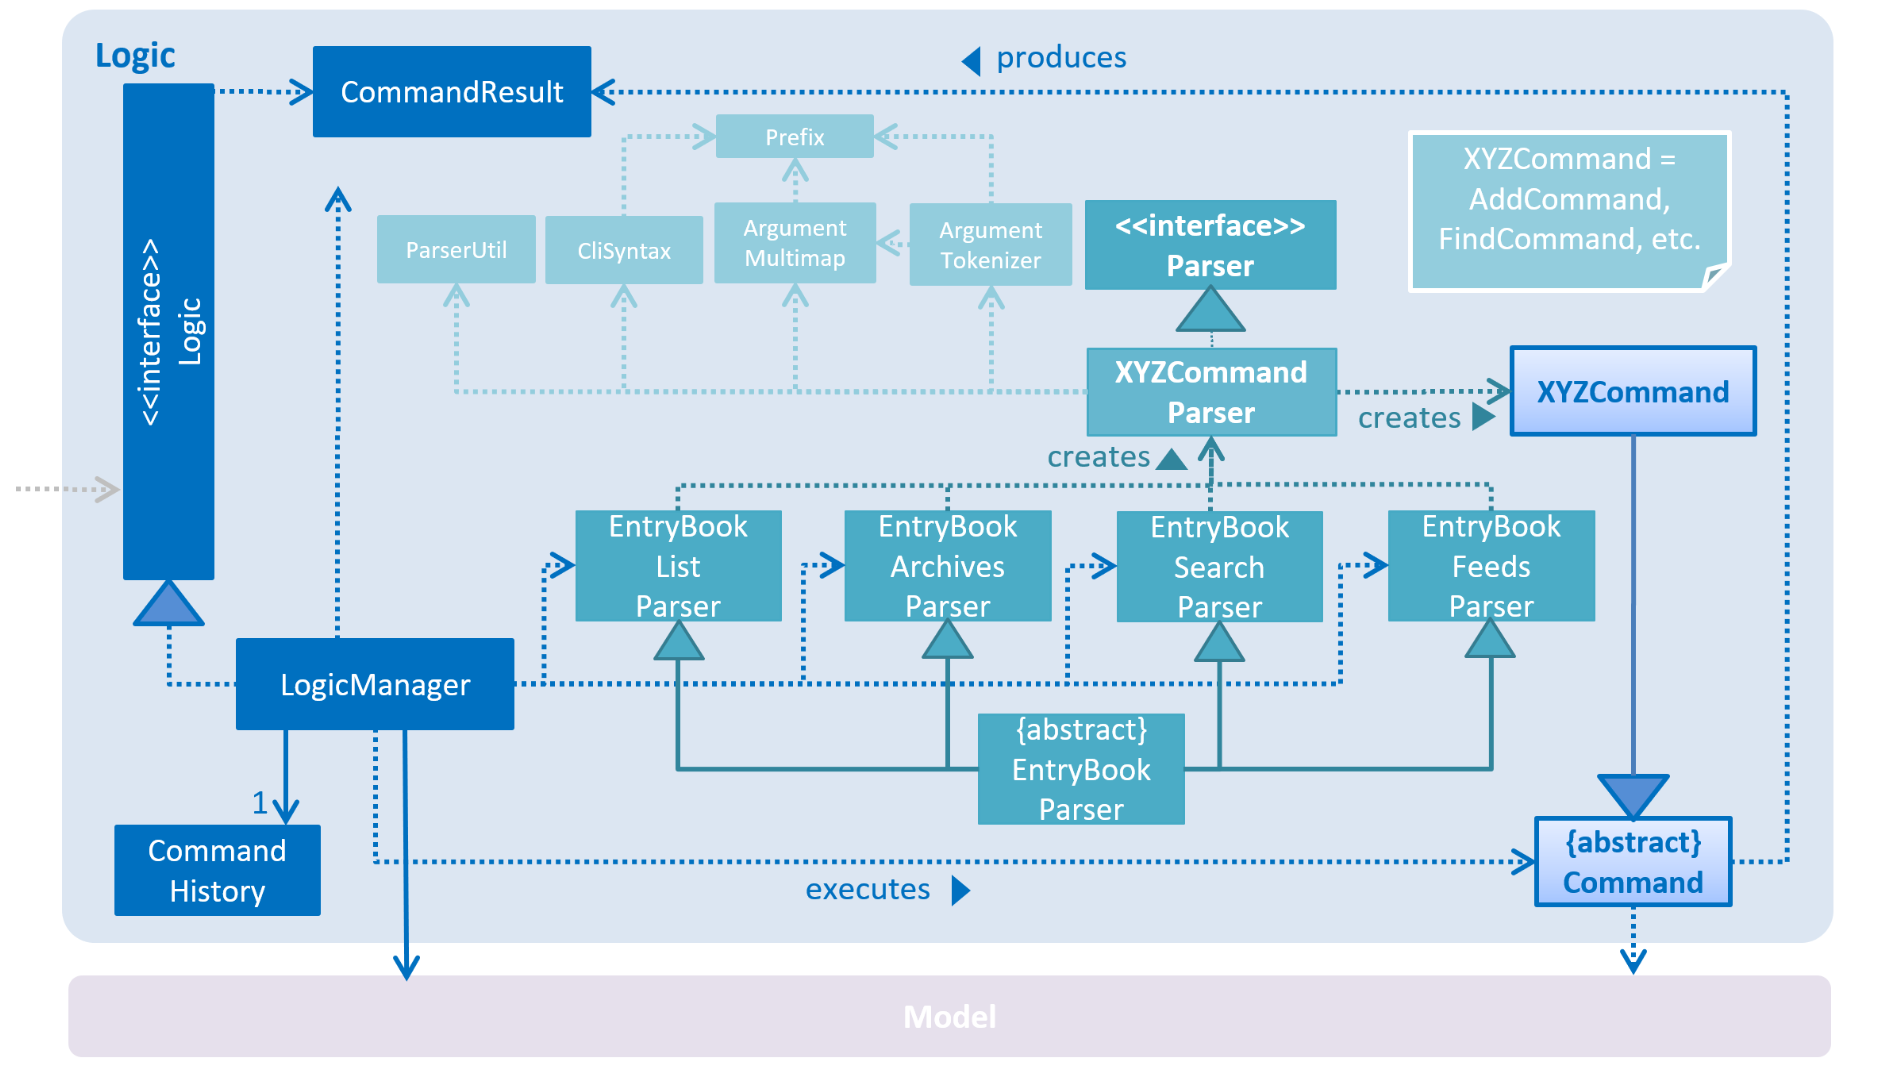 Logic
<<interface>>
Logic
CommandResult
produces
Prefix
ParserUtil
CliSyntax
Argument
Multimap
Argument
Tokenizer
<<interface>>
Parser
XYZCommand =
AddCommand,
FindCommand, etc.
XYZCommand
Parser
creates
XYZCommand
creates
EntryBook
List
Parser
EntryBook
Archives
Parser
EntryBook
Search
Parser
EntryBook
Feeds
Parser
LogicManager
{abstract}
EntryBook
Parser
1
Command
History
executes
{abstract}
Command
Model